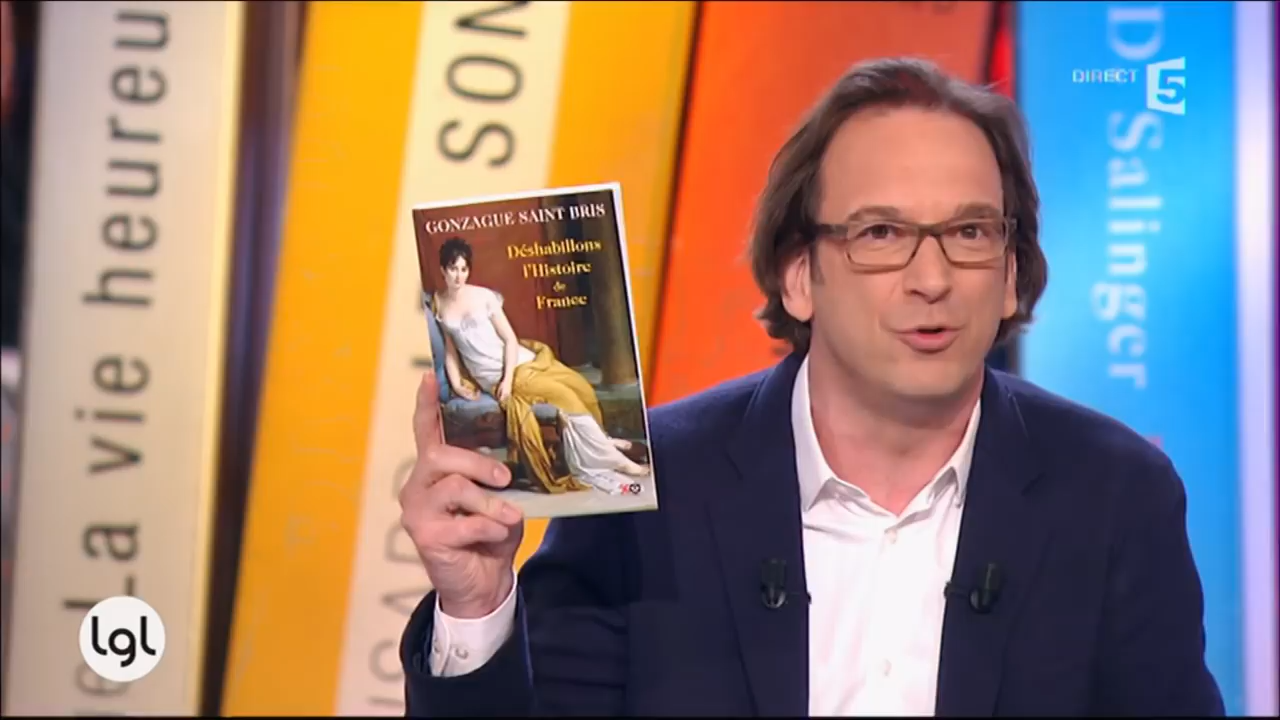 La vie heureu
SON
D Salinger
DIRECT 5
GONZAGUE SAINT BRIS
Déshabillons
l'Histoire
de
France
XO
lgl